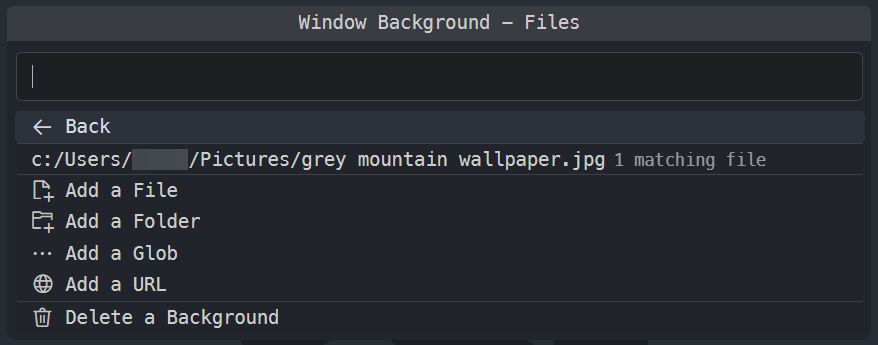 Window Background - Files
Back
c:/Users/ /Pictures/grey mountain wallpaper.jpg 1 matching file
Add a File
Add a Folder
Add a Glob
Add a URL
Delete a Background